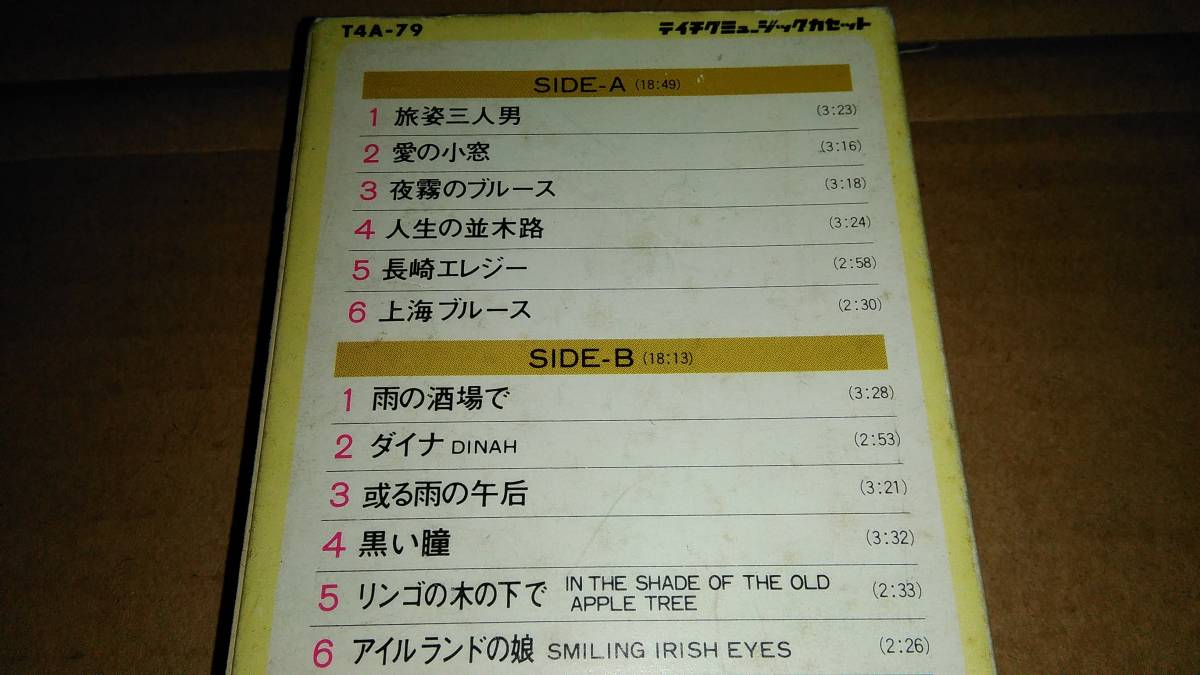 T4A-79 テイチクミュージックカセット
SIDE-A (18:49)
1 旅姿三人男 (3:23)
2 愛の小窓 (3:16)
3 夜霧のブルース (3:18)
4 人生の並木路 (3:24)
5 長崎エレジー (2:58)
6 上海ブルース (2:30)
SIDE-B (18:13)
1 雨の酒場で (3:28)
2 ダイナ DINAH (2:53)
3 或る雨の午后 (3:21)
4 黒い瞳 (3:32)
5 リンゴの木の下で IN THE SHADE OF THE OLD
APPLE TREE (2:33)
6 アイルランドの娘 SMILING IRISH EYES (2:26)